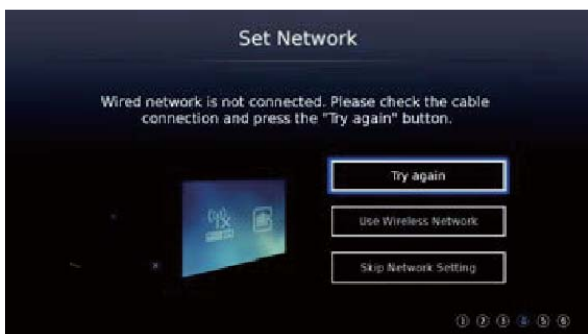 Set Network
Wired network is not connected. Please check the cable
connection and press the "Try again" button.
Try again
Use Wireless Network
Skip Network Setting
① ② ③ ④ ⑤ ⑥